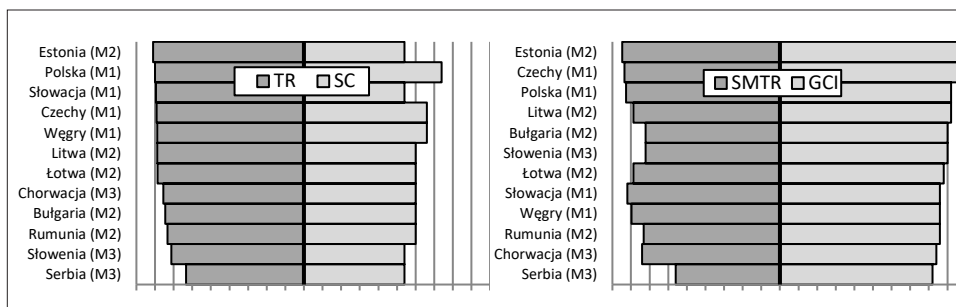 Estonia (M2)
Polska (M1)
Słowacja (M1)
Czechy (M1)
Węgry (M1)
Litwa (M2)
Łotwa (M2)
Chorwacja (M3)
Bułgaria (M2)
Rumunia (M2)
Słowenia (M3)
Serbia (M3)
TR SC
Estonia (M2)
Czechy (M1)
Polska (M1)
Litwa (M2)
Bułgaria (M2)
Słowenia (M3)
Łotwa (M2)
Słowacja (M1)
Węgry (M1)
Rumunia (M2)
Chorwacja (M3)
Serbia (M3)
SMTR GCI